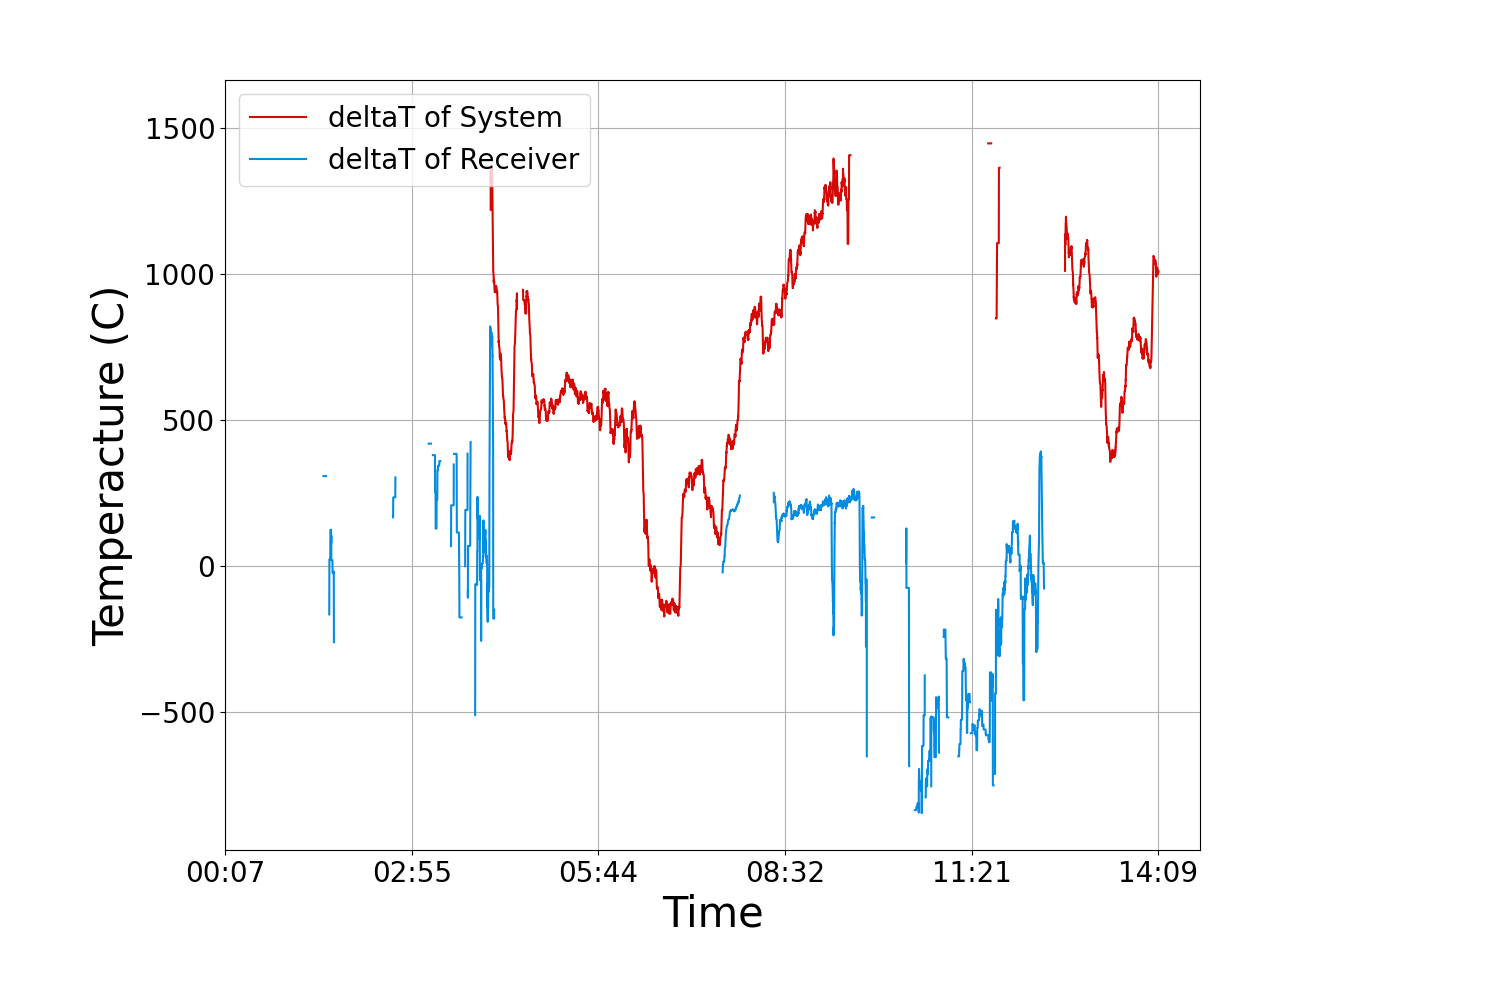 deltaT of System
deltaT of Receiver
1500
1000
500
0
−500
Temperacture (C)
00:07 02:55 05:44 08:32 11:21 14:09
Time